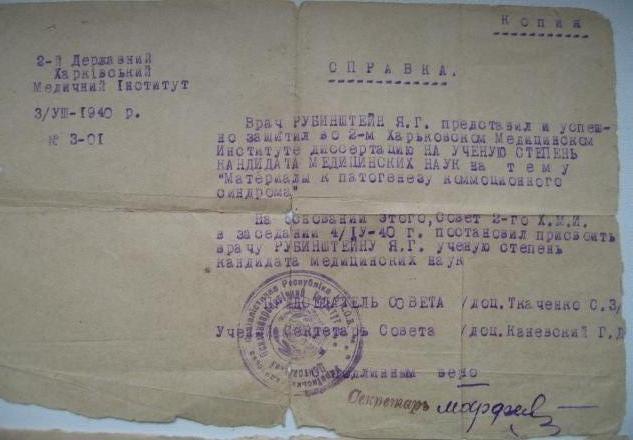 КОПИЯ
2-й Державний
Харківський
Медичний Інститут
СПРАВКА.
3/УШ-1940 р.
№ 3-01
Врач РУБИНШТЕЙН Я.Г. представил и успеш-
но защитил во 2-м Харьковском Медицинском
Институте диссертацию НА УЧЕНУЮ СТЕПЕНЬ
КАНДИДАТА МЕДИЦИНСКИХ НАУК на тему
"Материалы к патогенезу коммоционного
синдрома"
На основании этого, Совет 2-го Х.М.И.
в заседании 4/IУ-40 г. постановил присвоить
врачу РУБИНШТЕЙНУ Я.Г. ученую степень
кандидата медицинских наук
ПРЕДСЕДАТЕЛЬ СОВЕТА /доц. Ткаченко С.З/
Секретарь Совета /доц. Каневский Г.Д
верно
Секретарь